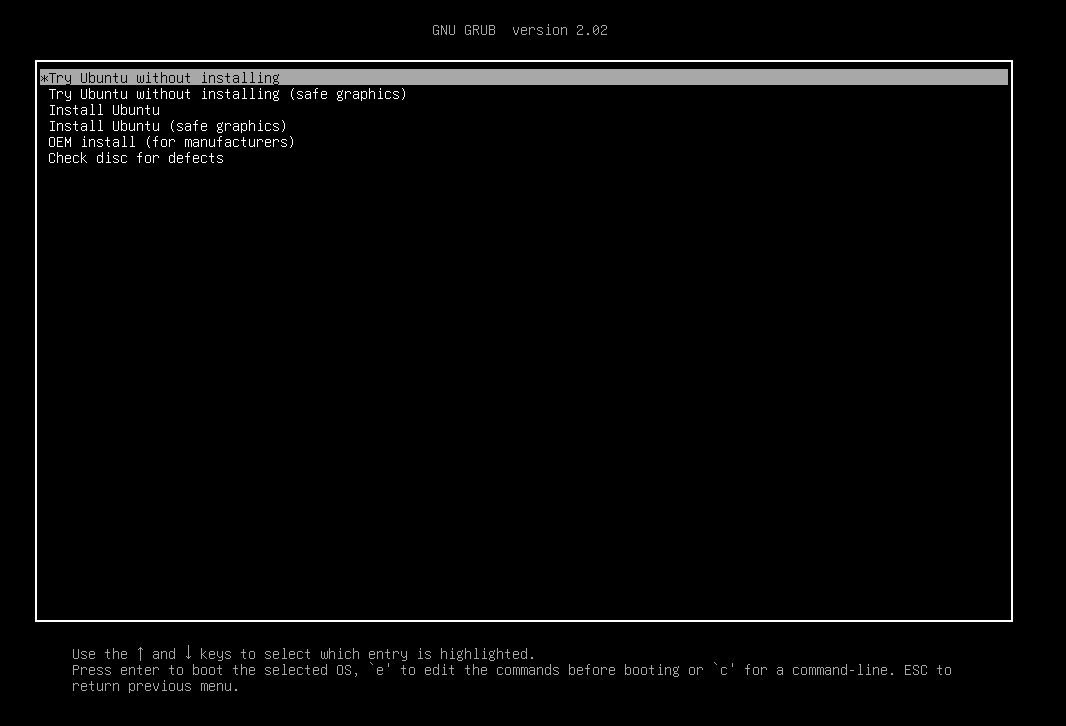 GNU GRUB  version 2.02
*Try Ubuntu without installing
Try Ubuntu without installing (safe graphics)
Install Ubuntu
Install Ubuntu (safe graphics)
OEM install (for manufacturers)
Check disc for defects
Use the ↑ and ↓ keys to select which entry is highlighted.
Press enter to boot the selected OS, `e' to edit the commands before booting or `c' for a command-line. ESC to
return previous menu.